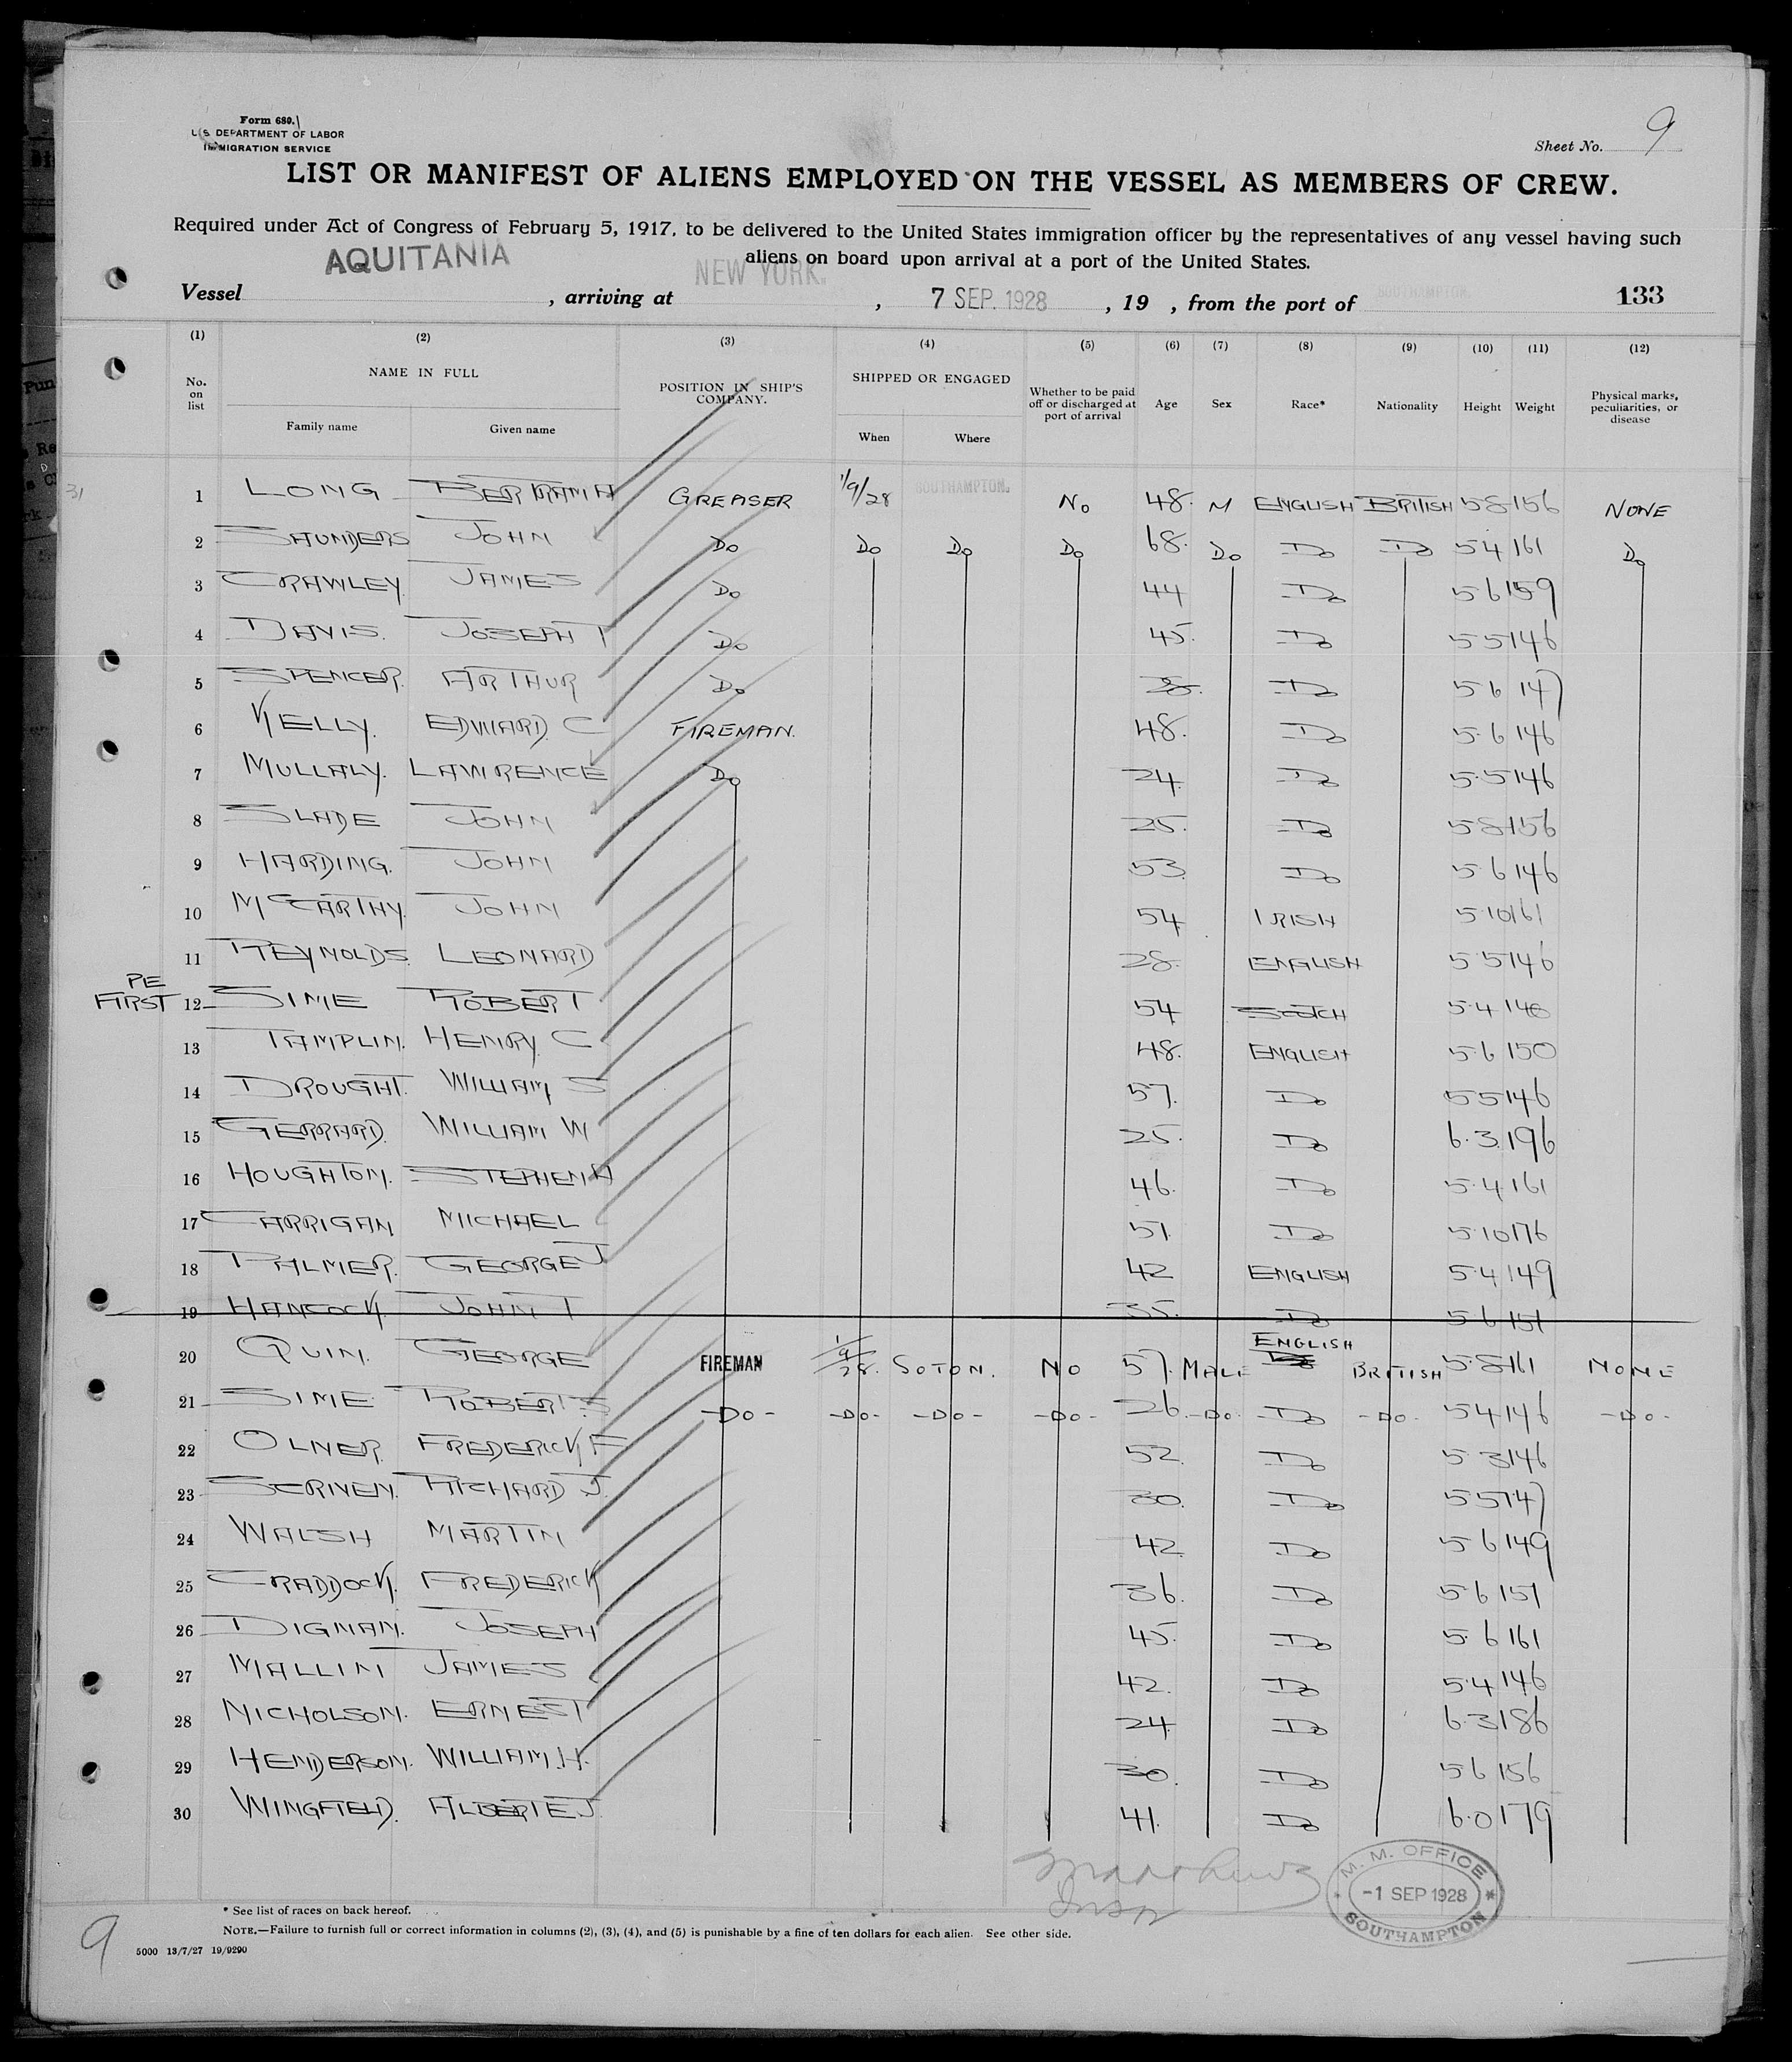 Form 680.
U.S. DEPARTMENT OF LABOR
IMMIGRATION SERVICE
Sheet No. 9
LIST OR MANIFEST OF ALIENS EMPLOYED ON THE VESSEL AS MEMBERS OF CREW.
Required under Act of Congress of February 5, 1917, to be delivered to the United States immigration officer by the representatives of any vessel having such
aliens on board upon arrival at a port of the United States.
Vessel AQUITANIA, arriving at NEW YORK., 7 SEP. 1928, 19 , from the port of SOUTHAMPTON. 133
(1) (2) (3) (4) (5) (6) (7) (8) (9) (10) (11) (12)
No. on list NAME IN FULL POSITION IN SHIP'S COMPANY. SHIPPED OR ENGAGED Whether to be paid off or discharged at port of arrival Age Sex Race* Nationality Height Weight Physical marks, peculiarities, or disease
Family name Given name When Where
31
1 LONG BERTRAM A GREASER 1/9/28 SOUTHAMPTON. NO 48. M ENGLISH BRITISH 5 8 156 NONE
2 SAUNDERS JOHN DO DO DO DO 68. DO DO DO 5 4 161 DO
3 CRAWLEY. JAMES DO 44 DO 5 6 159
4 DAVIS. JOSEPH T DO 45. DO 5 5 146
5 SPENCER. ARTHUR DO 38. DO 5 6 147
6 KELLY. EDWARD C FIREMAN. 48. DO 5 6 146
7 MULLALY. LAWRENCE DO 24. DO 5 5 146
8 SLADE JOHN 25. DO 5 8 156
9 HARDING. JOHN 53. DO 5 6 146
10 McCARTHY. JOHN 54 IRISH 5 10 161
11 REYNOLDS. LEONARD 28. ENGLISH 5 5 146
PE
FIRST 12 SIME ROBERT 54 SCOTCH 5 4 146
13 TAMPLIN. HENRY. C 48. ENGLISH 5 6 150
14 DROUGHT. WILLIAM S 57. DO 5 5 146
15 GERRARD. WILLIAM W 25. DO 6. 3. 196
16 HOUGHTON. STEPHEN A 46. DO 5 4 161
17 CARRIGAN MICHAEL 51. DO 5 10 176
18 PALMER. GEORGE J 42 ENGLISH 5 4 149
19 HANCOCK JOHN T 35. DO 5 6 151
20 QUIN. GEORGE FIREMAN 1/9/28. SOTON. NO 57. MALE ENGLISH BRITISH 5 8 161 NONE
21 SIME ROBERT S -DO- -DO- -DO- -DO- 26. -DO- DO -DO- 5 4 146 -DO-
22 OLIVER. FREDERICK F 52 DO 5 3 146
23 SCRIVEN. RICHARD J. 30. DO 5 5 147
24 WALSH MARTIN 42 DO 5 6 149
25 CRADDOCK. FREDERICK 36. DO 5 6 151
26 DIGNAM. JOSEPH 45. DO 5. 6 161
27 MALLIN JAMES 42. DO 5 4 146
28 NICHOLSON. ERNEST 24. DO 6 3 186
29 HENDERSON. WILLIAM. H. 30. DO 5 6 156
30 WINGFIELD. ALBERT E J 41. DO 6. 0 179
Insp
M. M. OFFICE
-1 SEP 1928
SOUTHAMPTON
* See list of races on back hereof.
NOTE.—Failure to furnish full or correct information in columns (2), (3), (4), and (5) is punishable by a fine of ten dollars for each alien. See other side.
9
5000 13/7/27 19/9290